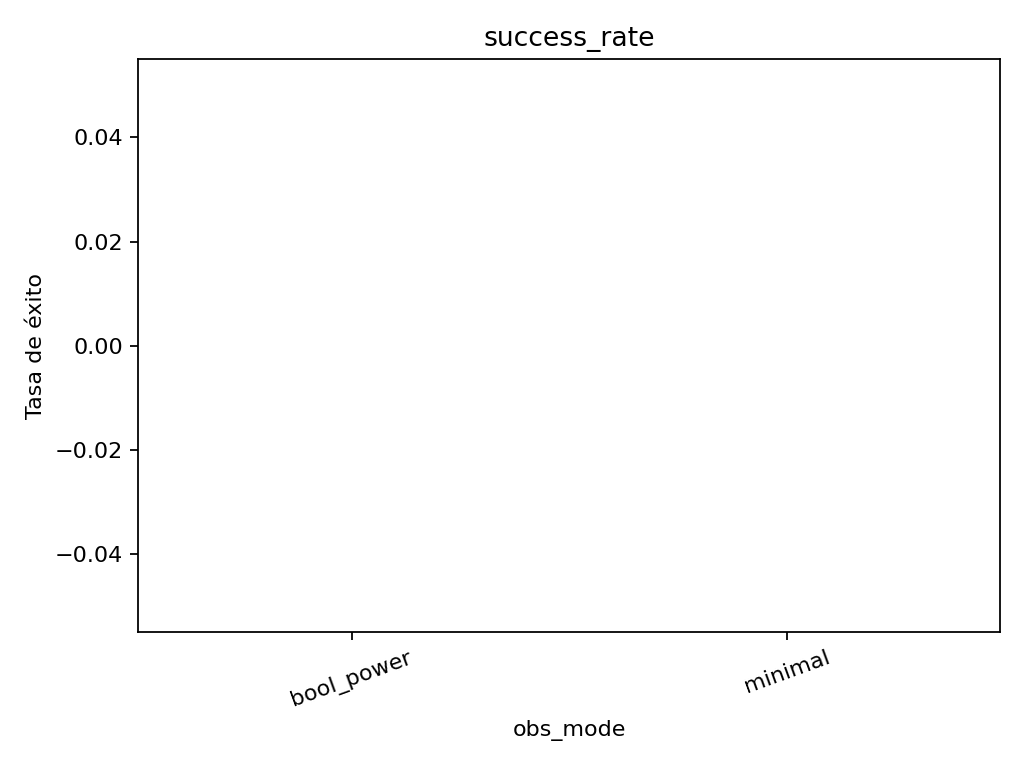 success_rate
0.04
0.02
0.00
−0.02
−0.04
Tasa de éxito
bool_power
minimal
obs_mode